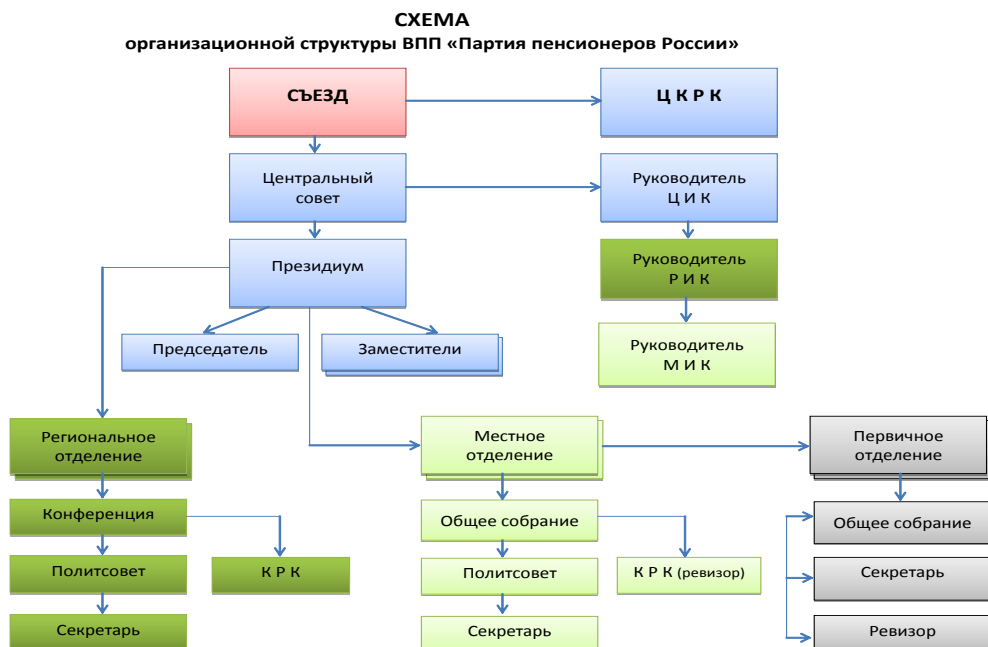 СХЕМА
организационной структуры ВПП «Партия пенсионеров России»
СЪЕЗД
Ц К Р К
Центральный
совет
Руководитель
Ц И К
Президиум
Руководитель
Р И К
Председатель
Заместители
Руководитель
М И К
Региональное
отделение
Местное
отделение
Первичное
отделение
Конференция
Общее собрание
Общее собрание
Политсовет
К Р К
Политсовет
К Р К (ревизор)
Секретарь
Секретарь
Секретарь
Ревизор